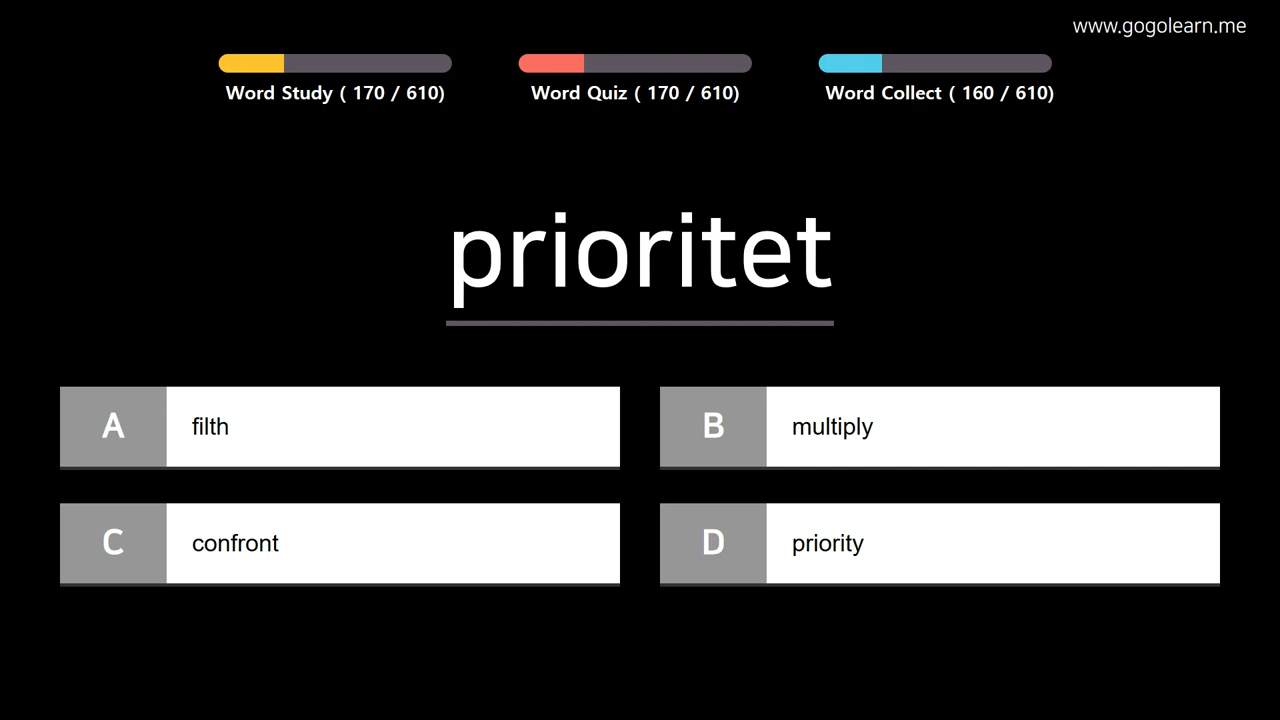 www.gogolearn.me
Word Study ( 170 / 610)
Word Quiz ( 170 / 610)
Word Collect ( 160 / 610)
prioritet
A filth
B multiply
C confront
D priority